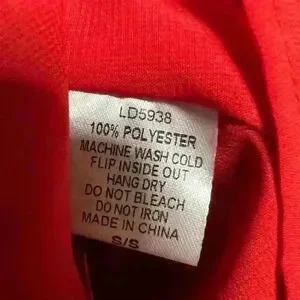 LD5938
100% POLYESTER
MACHINE WASH COLD
FLIP INSIDE OUT
HANG DRY
DO NOT BLEACH
DO NOT IRON
MADE IN CHINA
S/S